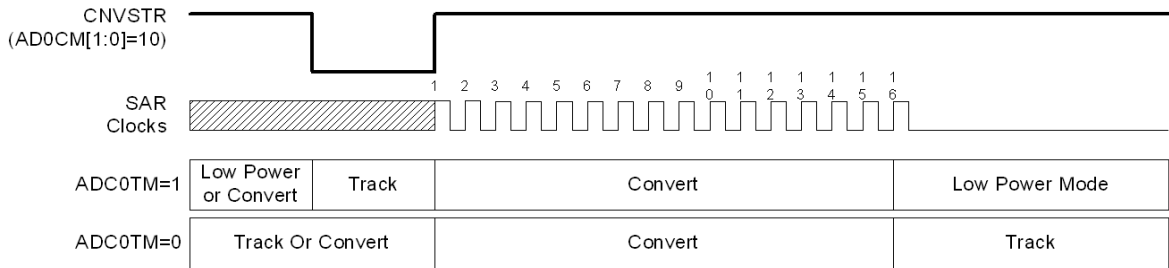 CNVSTR
(AD0CM[1:0]=10)
1 2 3 4 5 6 7 8 9 10 11 12 13 14 15 16
SAR
Clocks
ADC0TM=1
Low Power
or Convert
Track
Convert
Low Power Mode
ADC0TM=0
Track Or Convert
Convert
Track